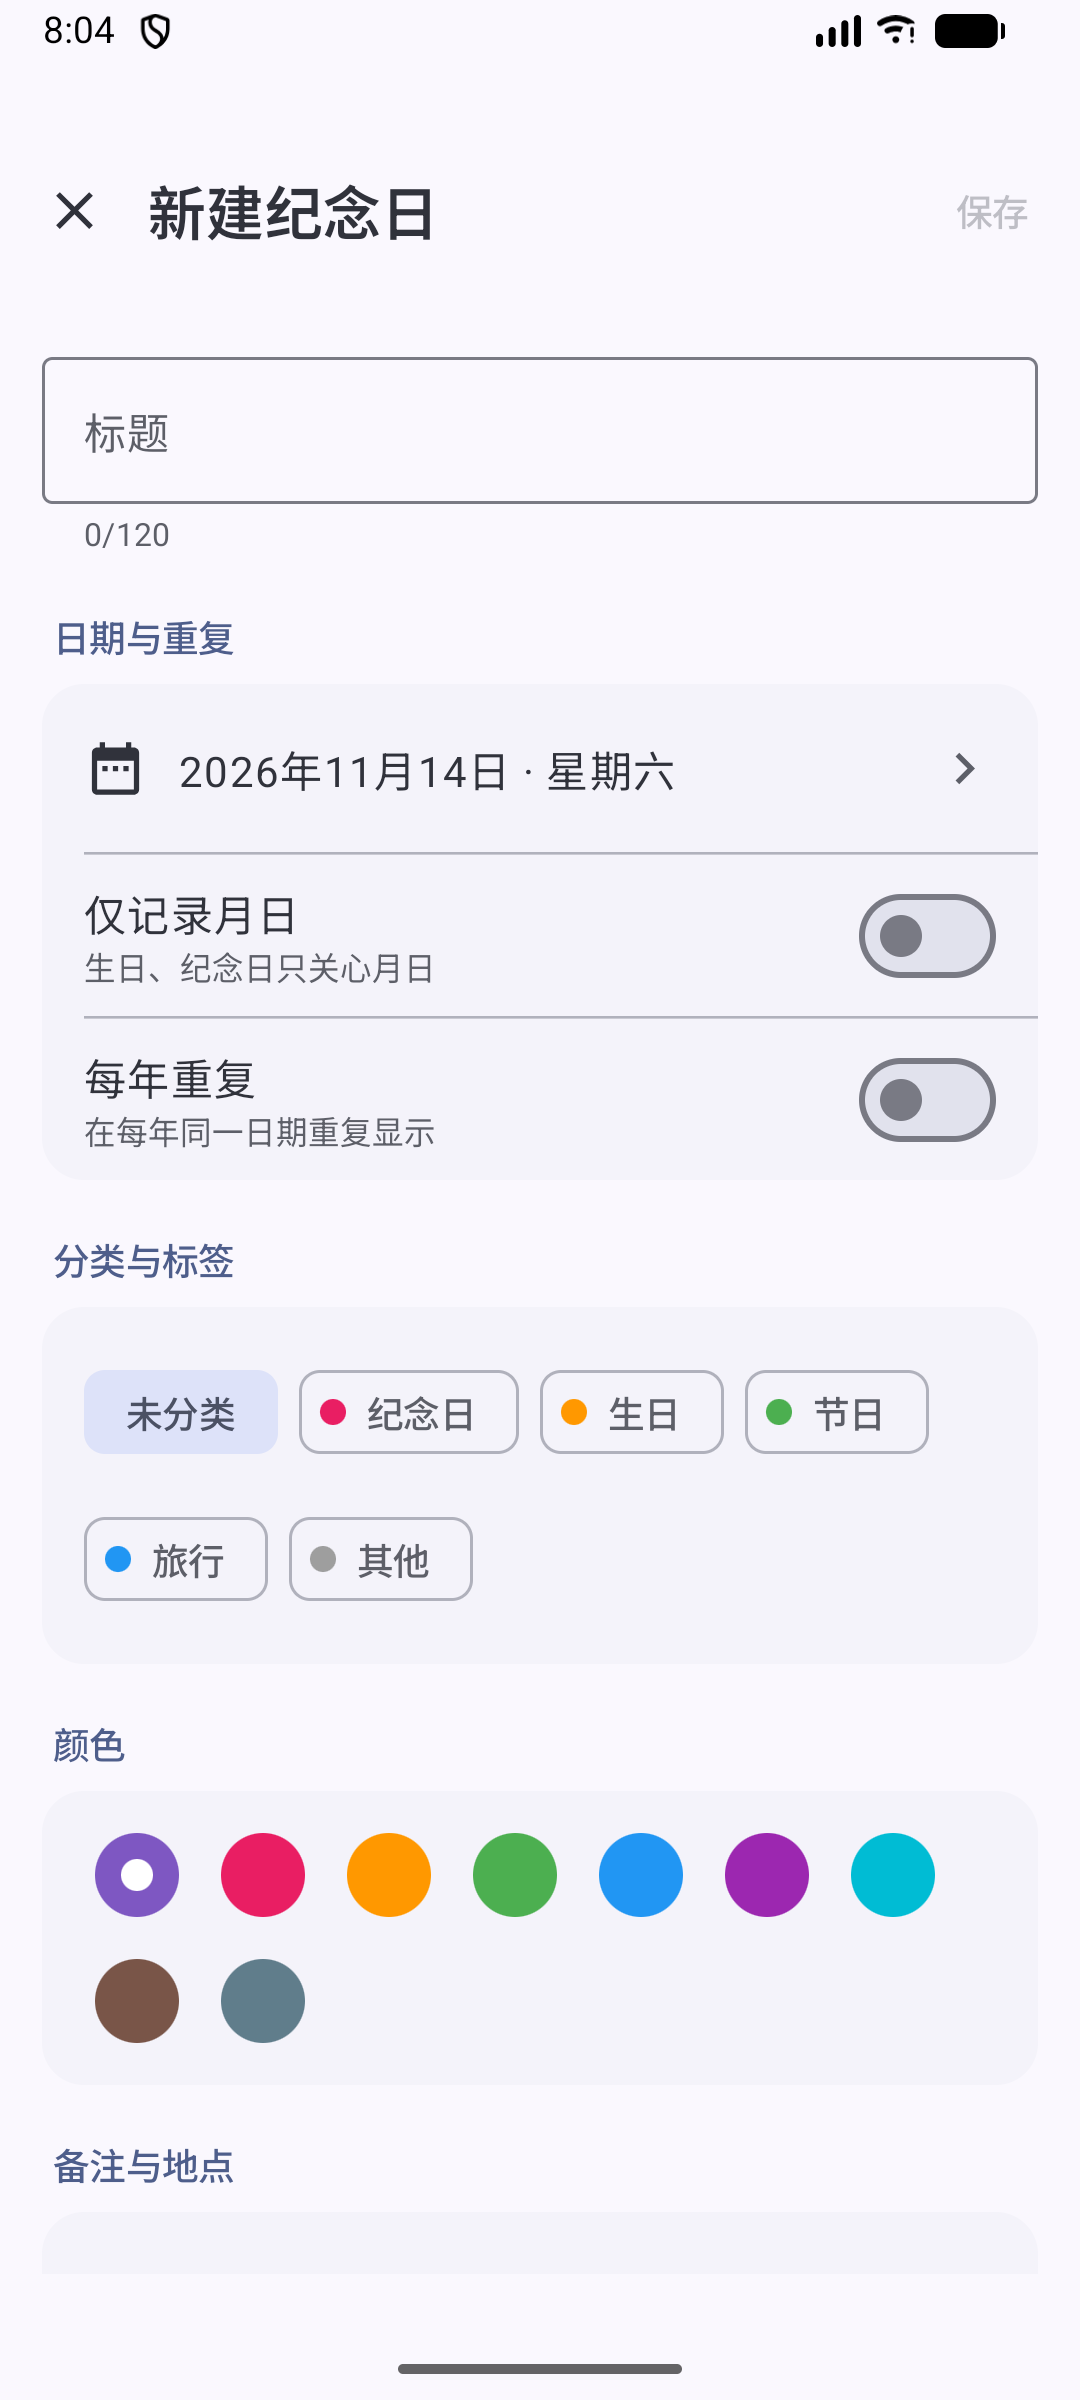 8:04
新建纪念日
保存
标题
0/120
日期与重复
2026年11月14日 · 星期六
仅记录月日
生日、纪念日只关心月日
每年重复
在每年同一日期重复显示
分类与标签
未分类 纪念日 生日 节日
旅行 其他
颜色
备注与地点